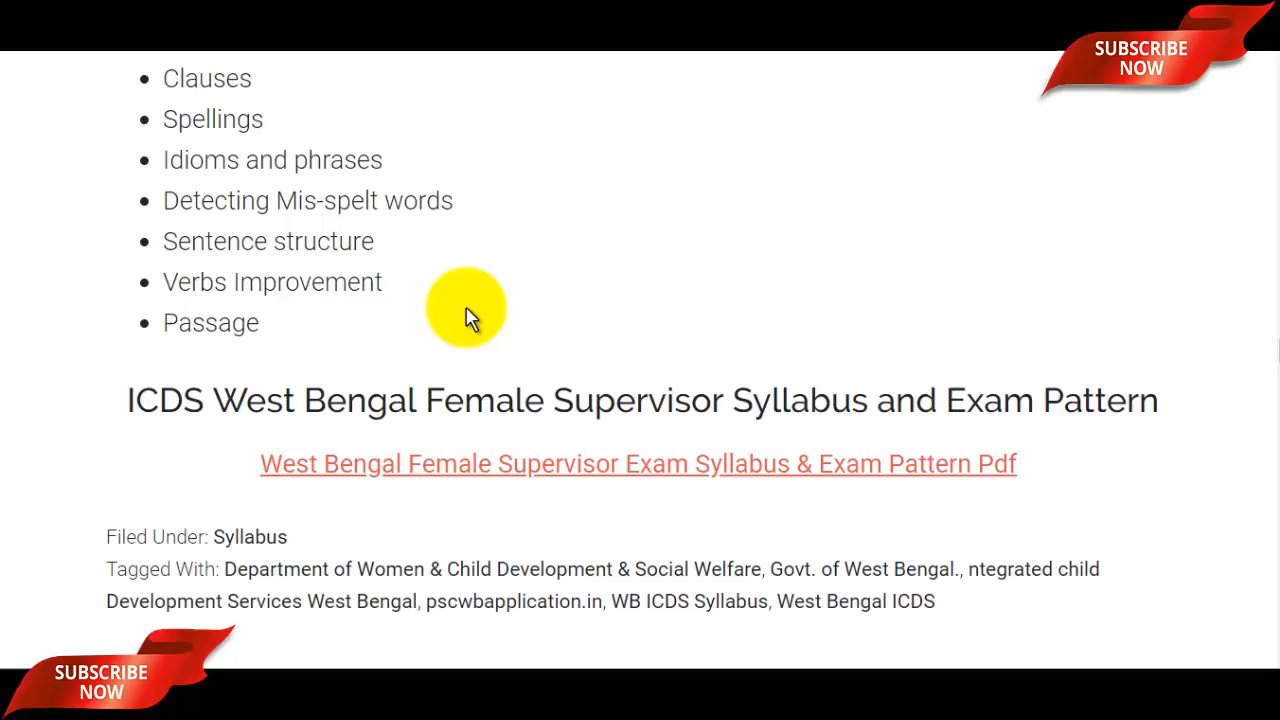 SUBSCRIBE
NOW
Clauses
Spellings
Idioms and phrases
Detecting Mis-spelt words
Sentence structure
Verbs Improvement
Passage
ICDS West Bengal Female Supervisor Syllabus and Exam Pattern
West Bengal Female Supervisor Exam Syllabus & Exam Pattern Pdf
Filed Under: Syllabus
Tagged With: Department of Women & Child Development & Social Welfare, Govt. of West Bengal., ntegrated child
Development Services West Bengal, pscwbapplication.in, WB ICDS Syllabus, West Bengal ICDS
SUBSCRIBE
NOW